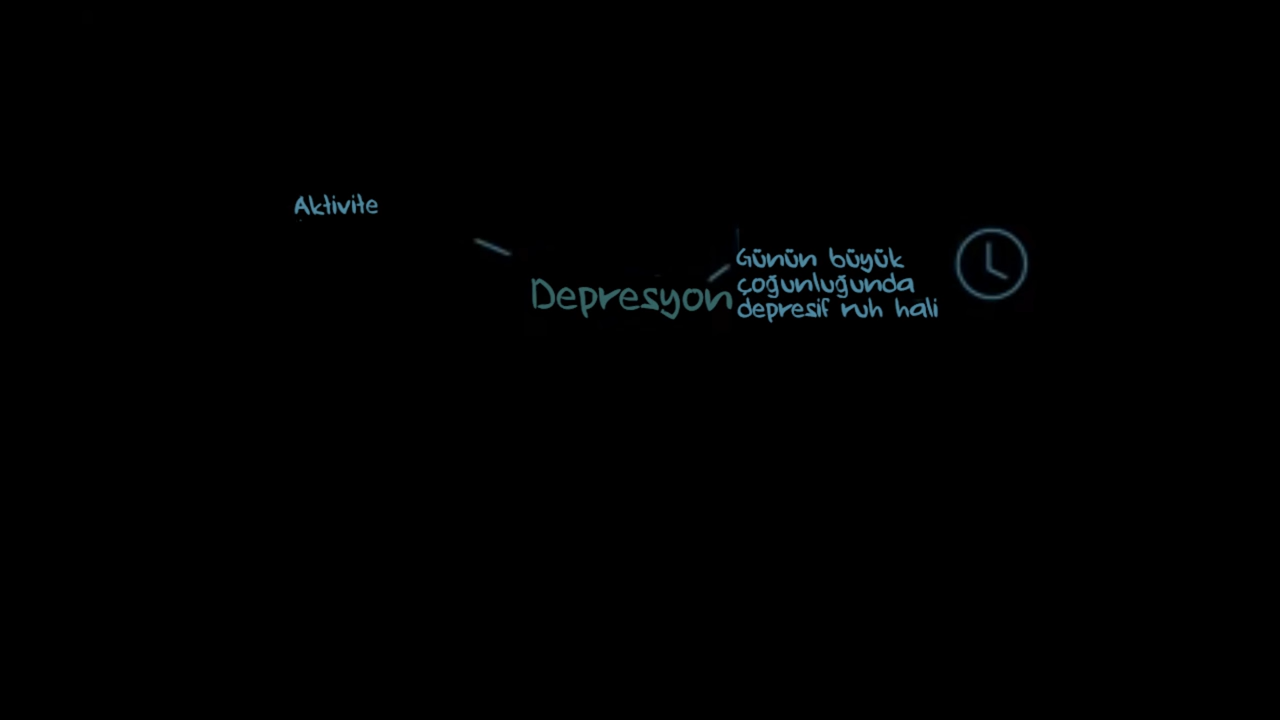 Aktivite
Depresyon
Günün büyük
çoğunluğunda
depresif ruh hali